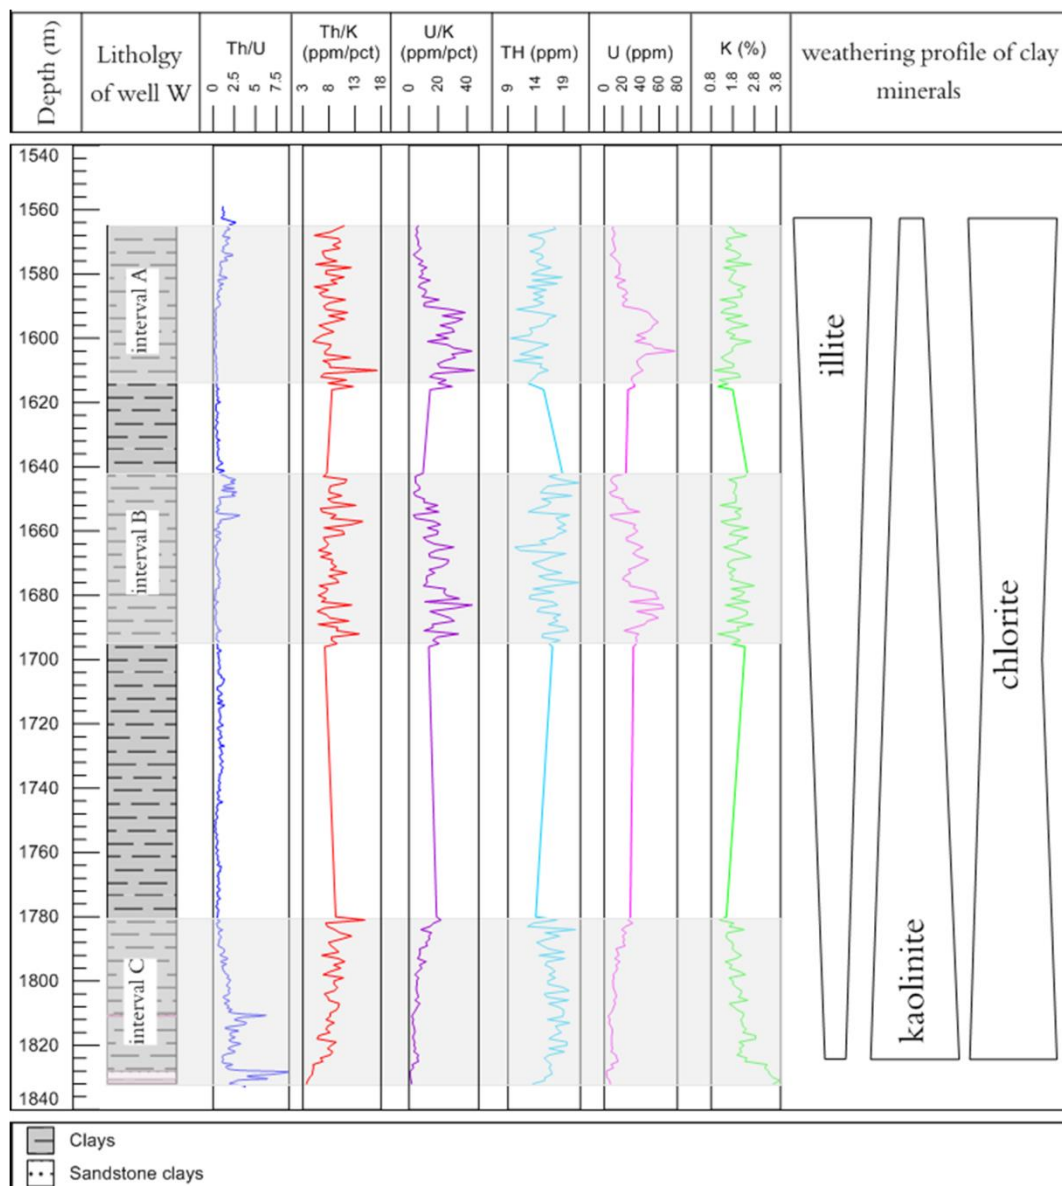 Depth (m)
Litholgy
of well W
Th/U
0 2.5 5 7.5
Th/K
(ppm/pct)
3 8 13 18
U/K
(ppm/pct)
0 20 40
TH (ppm)
9 14 19
U (ppm)
0 20 40 60 80
K (%)
0.8 1.8 2.8 3.8
weathering profile of clay
minerals
1540
1560
1580
1600
1620
1640
1660
1680
1700
1720
1740
1760
1780
1800
1820
1840
interval A
interval B
interval C
illite
kaolinite
chlorite
Clays
Sandstone clays